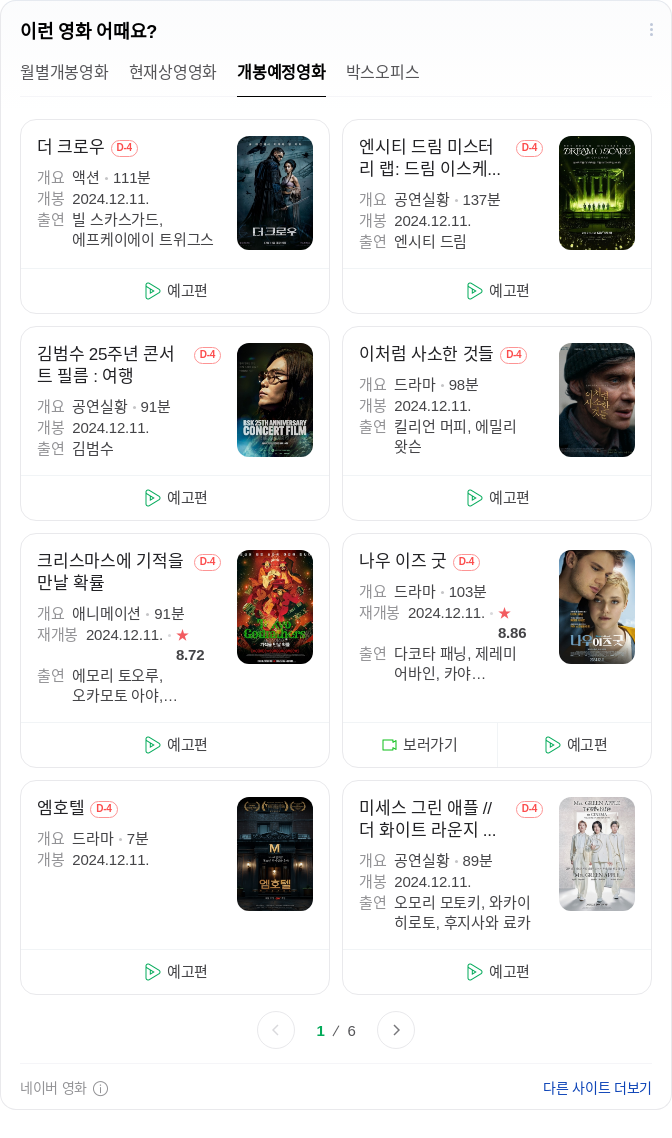 이런 영화 어때요?
월별개봉영화 현재상영영화 개봉예정영화 박스오피스
더 크로우 D-4
개요 액션 111분
개봉 2024.12.11.
출연 빌 스카스가드,
에프케이에이 트위그스
더 크로우
예고편
엔시티 드림 미스터 D-4
리 랩: 드림 이스케...
개요 공연실황 137분
개봉 2024.12.11.
출연 엔시티 드림
DREAM( )SCAPE
예고편
김범수 25주년 콘서 D-4
트 필름 : 여행
개요 공연실황 91분
개봉 2024.12.11.
출연 김범수
BSK 25TH ANNIVERSARY
CONCERT FILM
예고편
이처럼 사소한 것들 D-4
개요 드라마 98분
개봉 2024.12.11.
출연 킬리언 머피, 에밀리
왓슨
이처럼
사소한
것들
예고편
크리스마스에 기적을 D-4
만날 확률
개요 애니메이션 91분
재개봉 2024.12.11. ★
8.72
출연 에모리 토오루,
오카모토 아야,...
Godfathers
예고편
나우 이즈 굿 D-4
개요 드라마 103분
재개봉 2024.12.11. ★
8.86
출연 다코타 패닝, 제레미
어바인, 카야...
나우이즈굿
보러가기 예고편
엠호텔 D-4
개요 드라마 7분
개봉 2024.12.11.
M
엠호텔
예고편
미세스 그린 애플 // D-4
더 화이트 라운지 ...
개요 공연실황 89분
개봉 2024.12.11.
출연 오모리 모토키, 와카이
히로토, 후지사와 료카
Mrs. GREEN APPLE
예고편
1 / 6
네이버 영화
다른 사이트 더보기